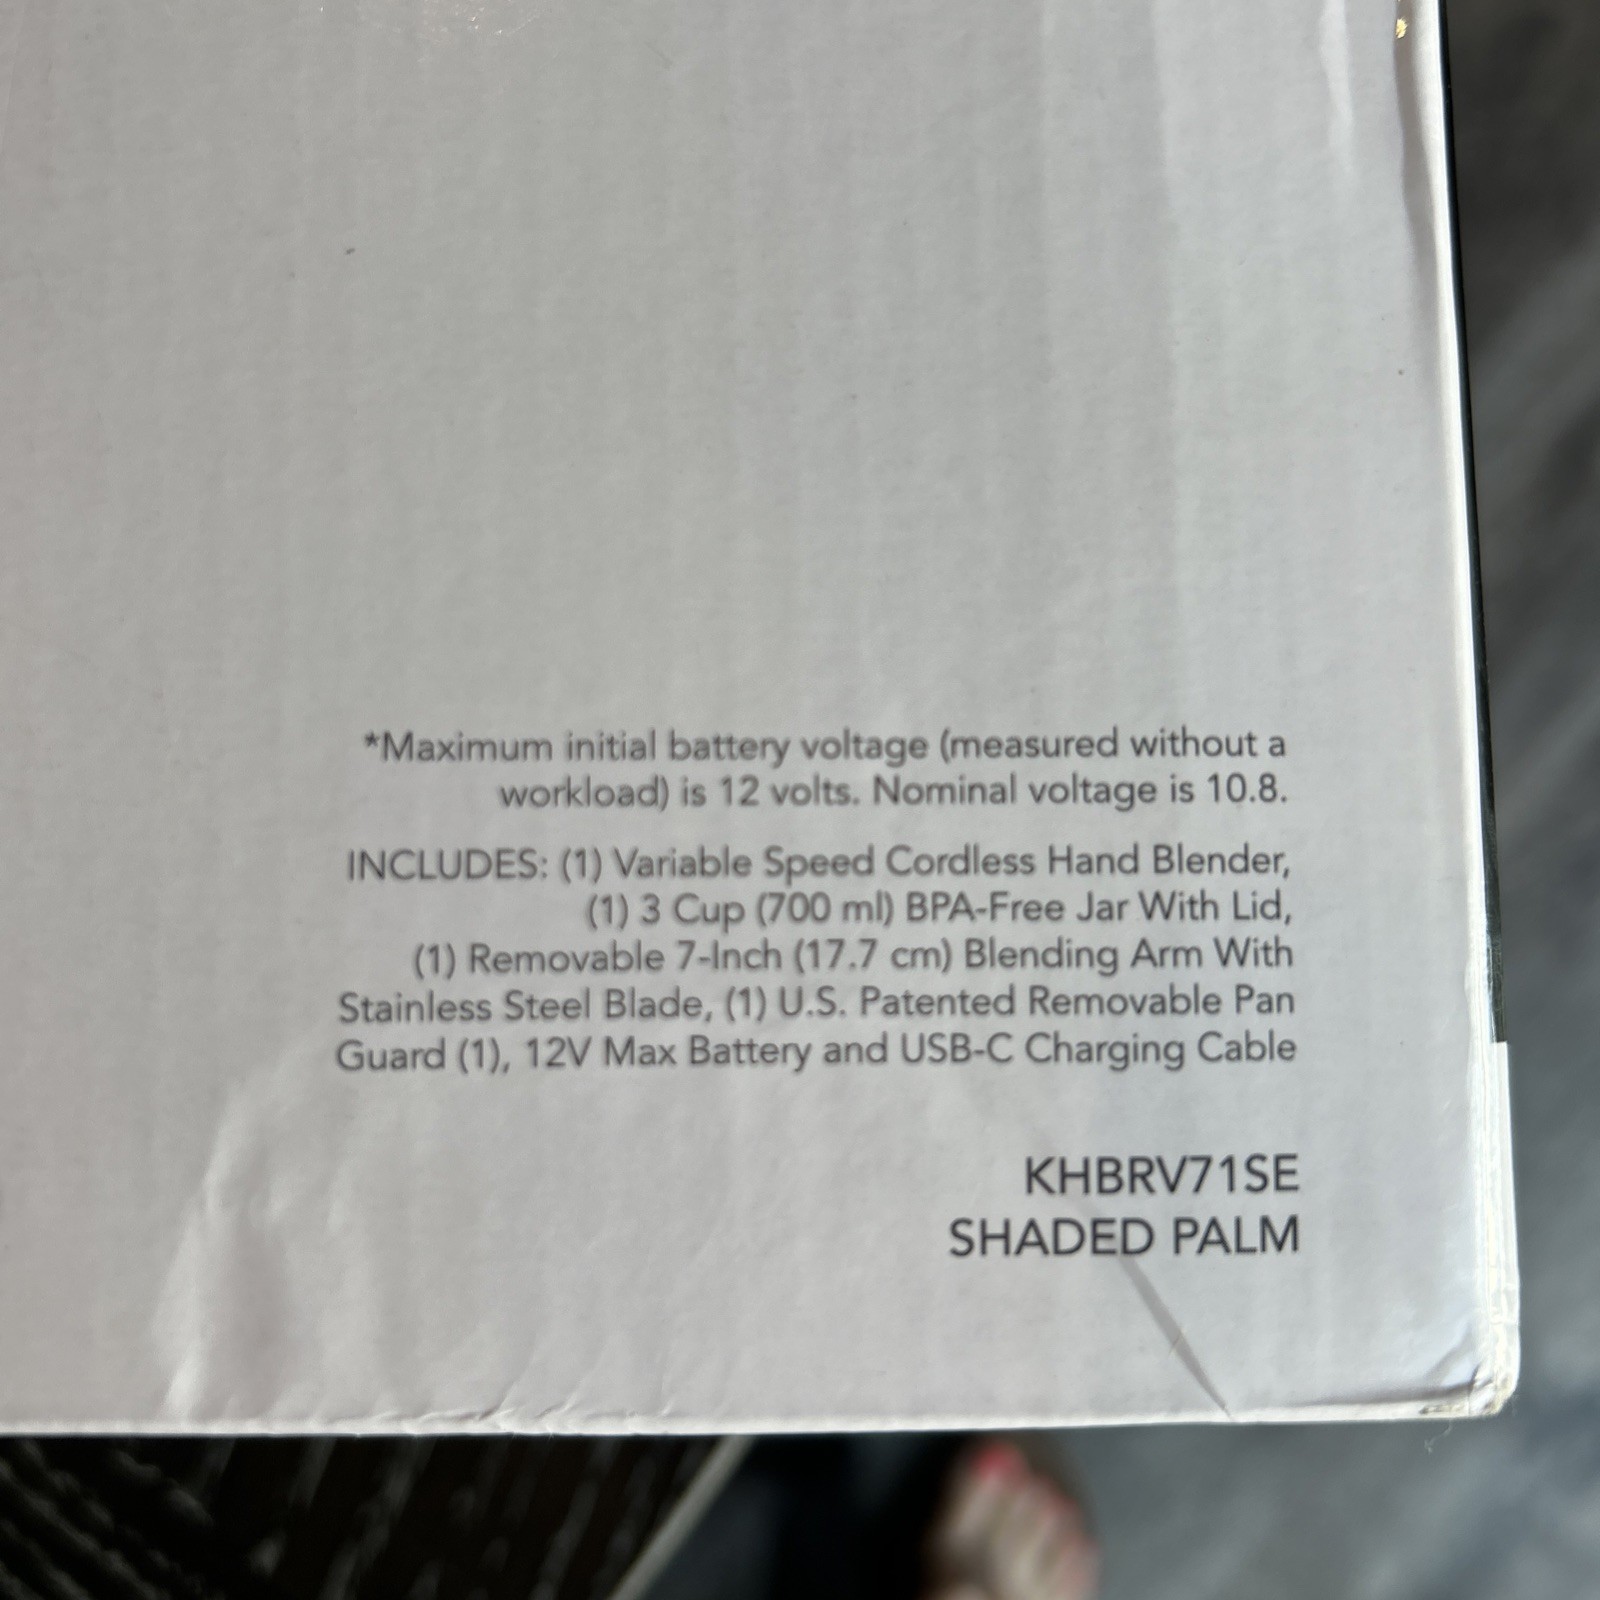 *Maximum initial battery voltage (measured without a
workload) is 12 volts. Nominal voltage is 10.8.
INCLUDES: (1) Variable Speed Cordless Hand Blender,
(1) 3 Cup (700 ml) BPA-Free Jar With Lid,
(1) Removable 7-Inch (17.7 cm) Blending Arm With
Stainless Steel Blade, (1) U.S. Patented Removable Pan
Guard (1), 12V Max Battery and USB-C Charging Cable
KHBRV71SE
SHADED PALM